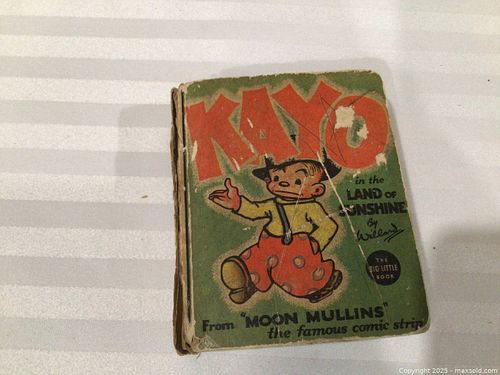 KAYO
in the
LAND OF
SUNSHINE
By
Willard
THE
BIG LITTLE
BOOK
From "MOON MULLINS"
the famous comic strip
Copyright 2025 - maxsold.com